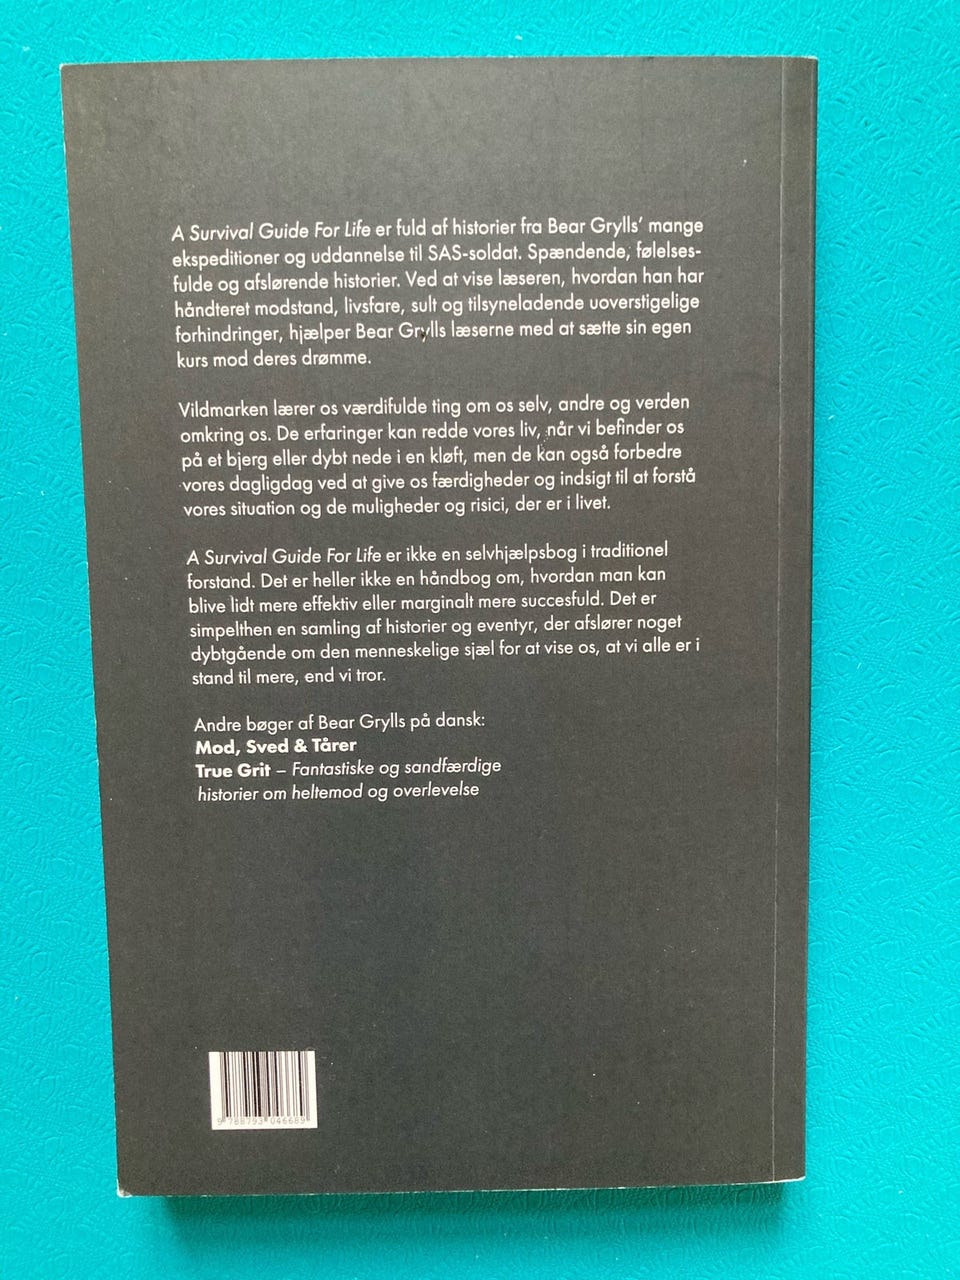 A Survival Guide For Life er fuld af historier fra Bear Grylls’ mange
ekspeditioner og uddannelse til SAS-soldat. Spændende, følelses-
fulde og afslørende historier. Ved at vise læseren, hvordan han har
håndteret modstand, livsfare, sult og tilsyneladende uoverstigelige
forhindringer, hjælper Bear Grylls læserne med at sætte sin egen
kurs mod deres drømme.
Vildmarken lærer os værdifulde ting om os selv, andre og verden
omkring os. De erfaringer kan redde vores liv, når vi befinder os
på et bjerg eller dybt nede i en kløft, men de kan også forbedre
vores dagligdag ved at give os færdigheder og indsigt til at forstå
vores situation og de muligheder og risici, der er i livet.
A Survival Guide For Life er ikke en selvhjælpsbog i traditionel
forstand. Det er heller ikke en håndbog om, hvordan man kan
blive lidt mere effektiv eller marginalt mere succesfuld. Det er
simpelthen en samling af historier og eventyr, der afslører noget
dybtgående om den menneskelige sjæl for at vise os, at vi alle er i
stand til mere, end vi tror.
Andre bøger af Bear Grylls på dansk:
Mod, Sved & Tårer
True Grit – Fantastiske og sandfærdige
historier om heltemod og overlevelse
9 788793 046689